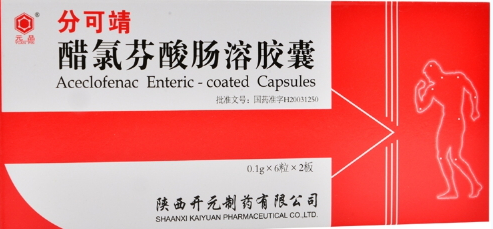 分可靖
醋氯芬酸肠溶胶囊
Aceclofenac Enteric - coated Capsules
批准文号：国药准字H20031250
0.1g×6粒×2板
陕西开元制药有限公司
SHAANXI KAIYUAN PHARMACEUTICAL CO.,LTD.